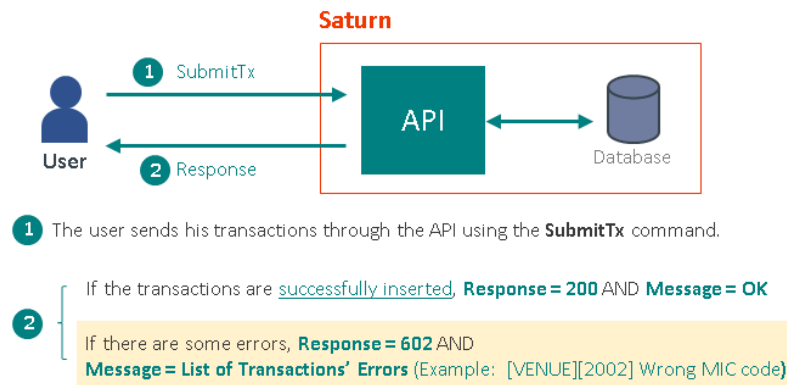 Saturn
1 SubmitTx
API
User
2 Response
Database
1 The user sends his transactions through the API using the SubmitTx command.
If the transactions are successfully inserted, Response = 200 AND Message = OK
2
If there are some errors, Response = 602 AND
Message = List of Transactions' Errors (Example: [VENUE][2002] Wrong MIC code)